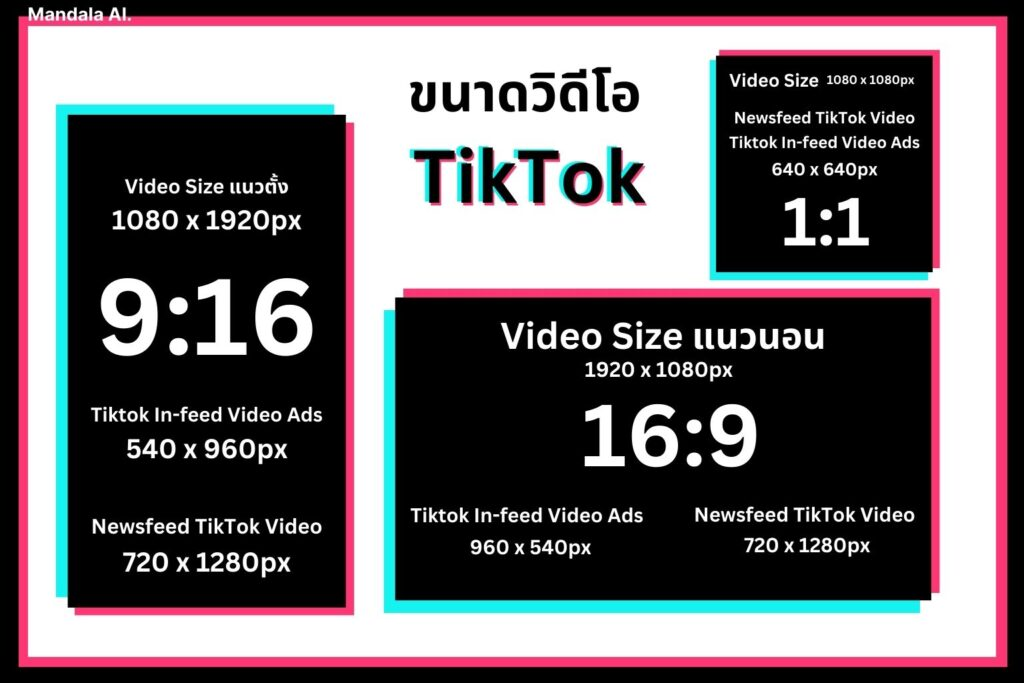 Mandala AI.
ขนาดวิดีโอ
TikTok
Video Size แนวตั้ง
1080 x 1920px
9:16
Tiktok In-feed Video Ads
540 x 960px
Newsfeed TikTok Video
720 x 1280px
Video Size 1080 x 1080px
Newsfeed TikTok Video
Tiktok In-feed Video Ads
640 x 640px
1:1
Video Size แนวนอน
1920 x 1080px
16:9
Tiktok In-feed Video Ads
960 x 540px
Newsfeed TikTok Video
720 x 1280px